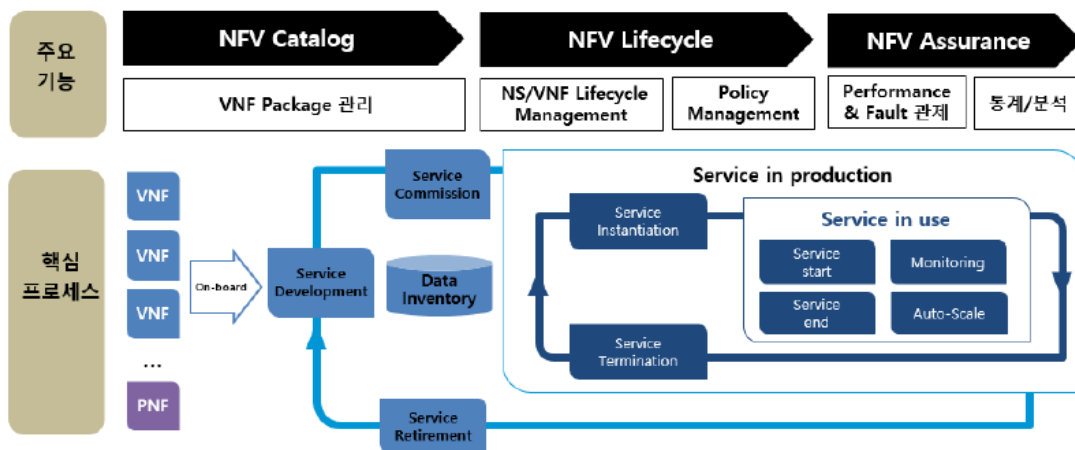 주요
기능
NFV Catalog
NFV Lifecycle
NFV Assurance
VNF Package 관리
NS/VNF Lifecycle
Management
Policy
Management
Performance
& Fault 관제
통계/분석
핵심
프로세스
VNF
VNF
VNF
...
PNF
On-board
Service
Development
Service
Commission
Data
Inventory
Service
Retirement
Service in production
Service
Instantiation
Service
Termination
Service in use
Service
start
Monitoring
Service
end
Auto-Scale